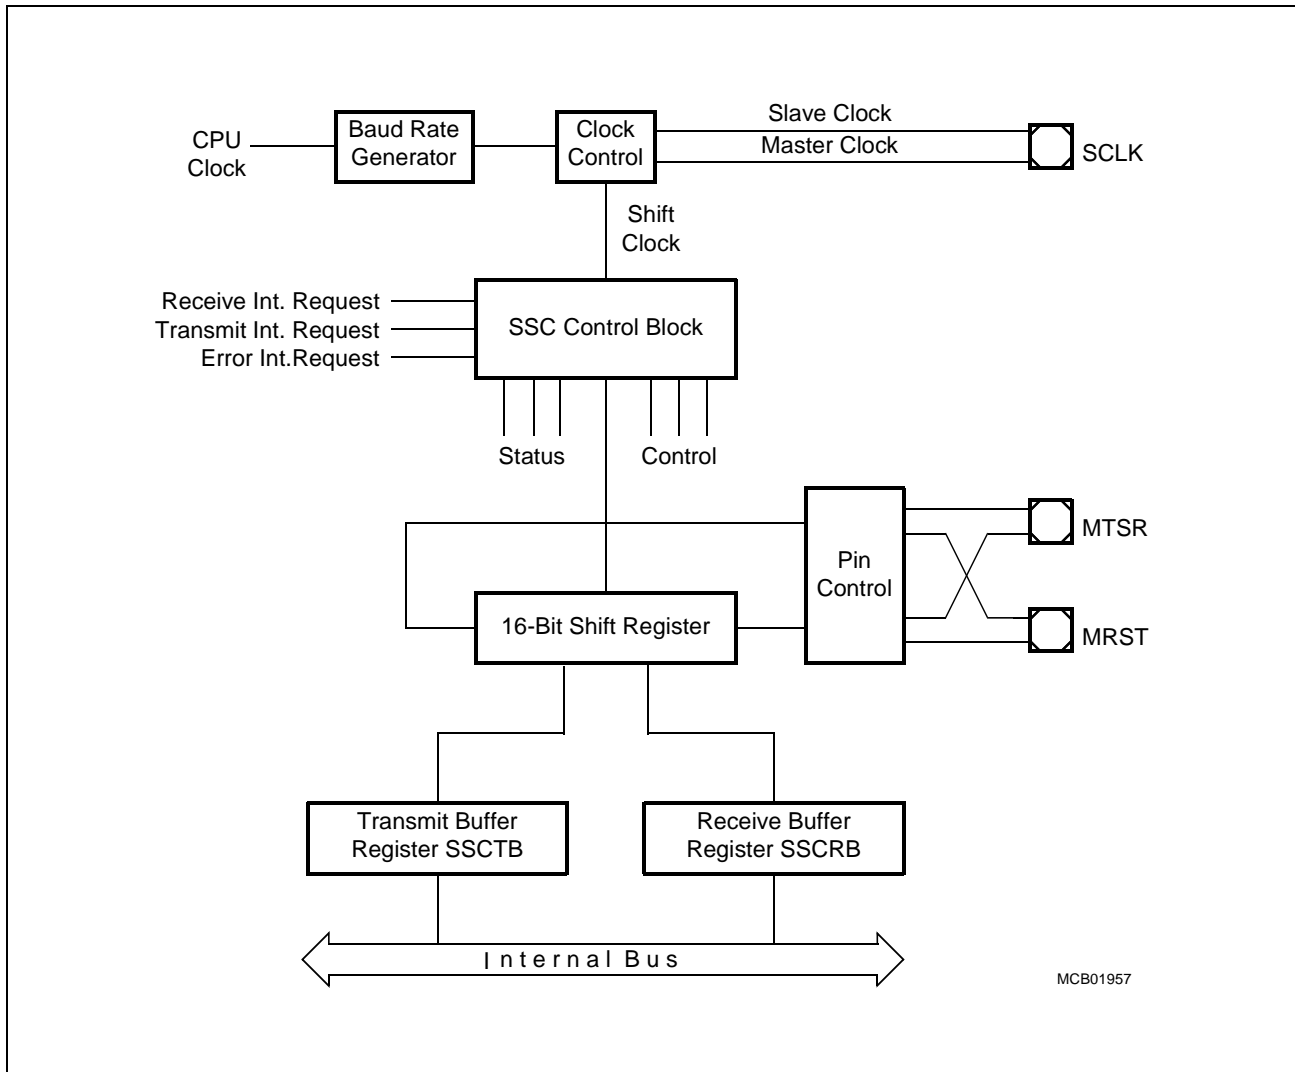 CPU
Clock
Baud Rate
Generator
Clock
Control
Slave Clock
Master Clock
SCLK
Shift
Clock
Receive Int. Request
Transmit Int. Request
Error Int.Request
SSC Control Block
Status
Control
Pin
Control
MTSR
MRST
16-Bit Shift Register
Transmit Buffer
Register SSCTB
Receive Buffer
Register SSCRB
Internal Bus
MCB01957